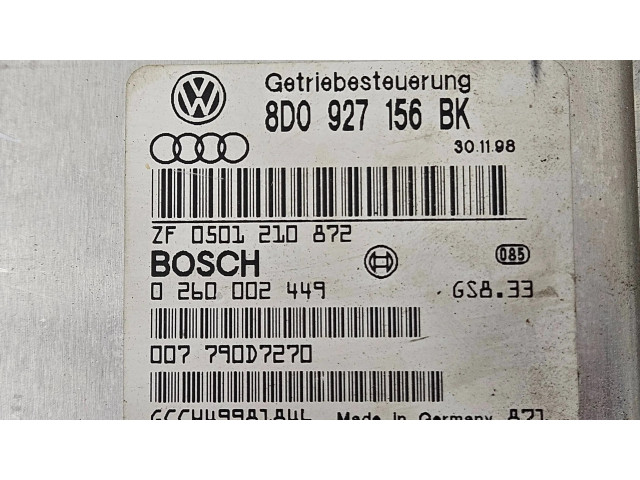 Getriebesteuerung
8D0 927 156 BK
30.11.98
ZF 0501 210 872
BOSCH
085
0 260 002 449 GS8.33
007 790D7270
Made in Germany 871